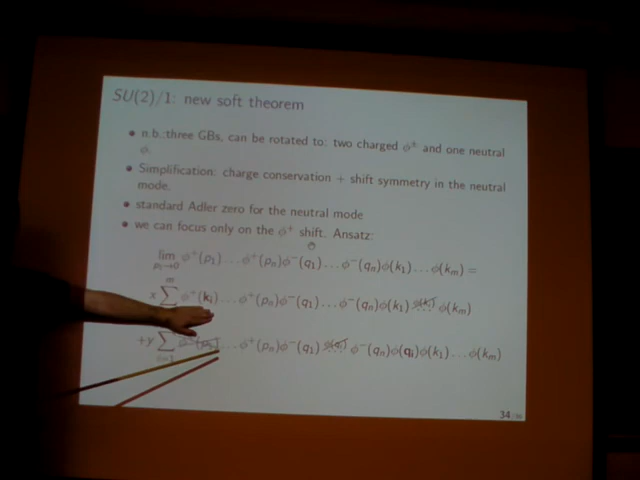 SU(2)/1: new soft theorem
• n.b.:three GBs, can be rotated to: two charged ϕ± and one neutral
ϕ.
• Simplification: charge conservation + shift symmetry in the neutral
mode.
• standard Adler zero for the neutral mode
• we can focus only on the ϕ⁺ shift. Ansatz:
lim ϕ⁺(p₁) . . . ϕ⁺(pₙ)ϕ⁻(q₁) . . . ϕ⁻(qₙ)ϕ(k₁) . . . ϕ(kₘ) =
p₁→0
m
x ∑ ϕ⁺(kᵢ) . . . ϕ⁺(pₙ)ϕ⁻(q₁) . . . ϕ⁻(qₙ)ϕ(k₁) ϕ(kᵢ) ϕ(kₘ)
+y ∑ . . . ϕ⁺(pₙ)ϕ⁻(q₁) ϕ⁻(qₙ)ϕ(qᵢ)ϕ(k₁) . . . ϕ(kₘ)
34